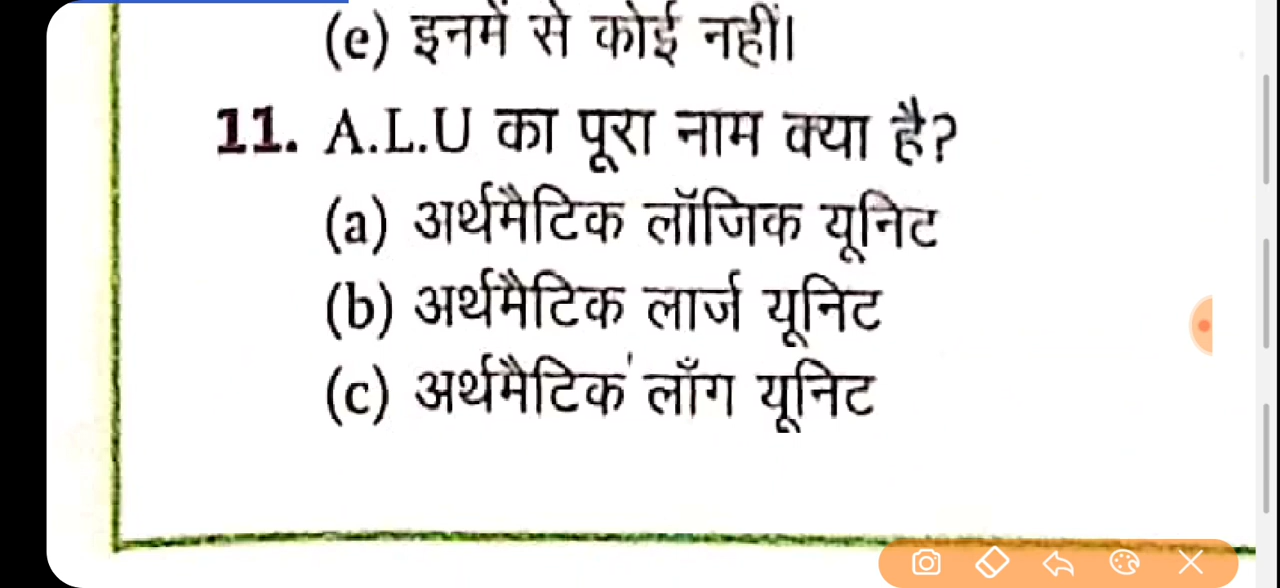 (e) इनमें से कोई नहीं।
11. A.L.U का पूरा नाम क्या है?
(a) अर्थमैटिक लॉजिक यूनिट
(b) अर्थमैटिक लार्ज यूनिट
(c) अर्थमैटिक लाँग यूनिट